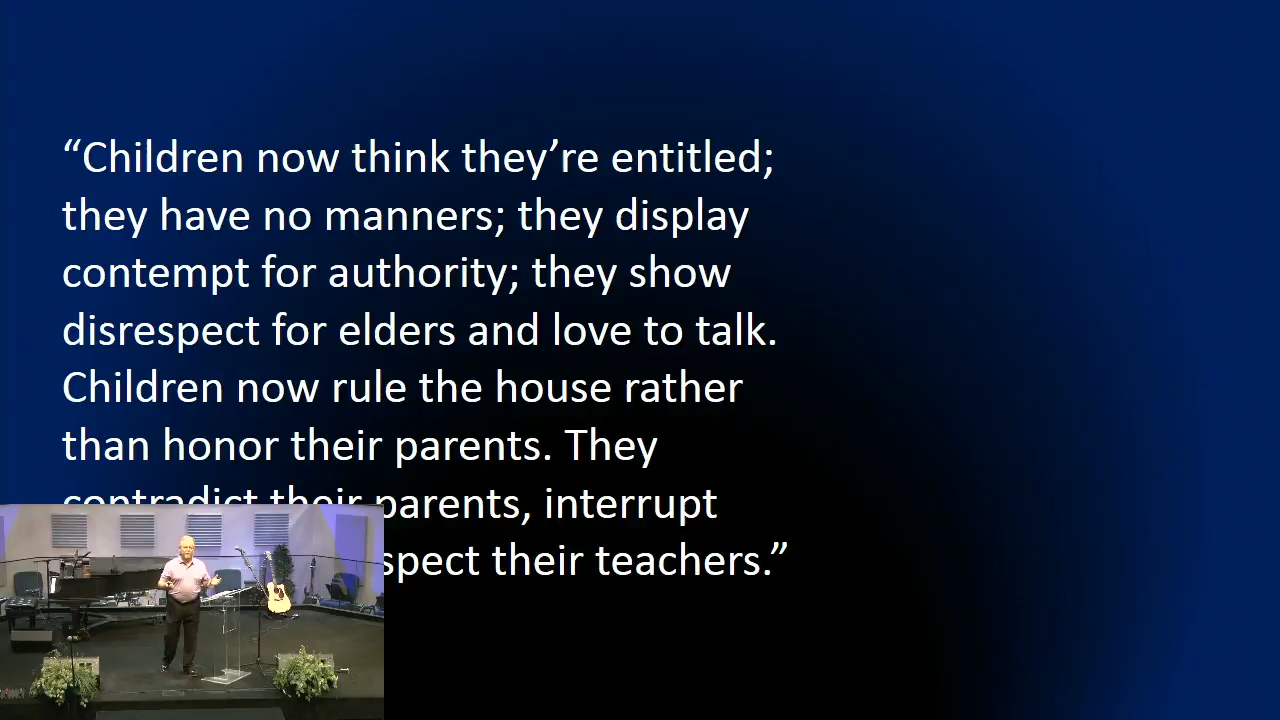 “Children now think they’re entitled;
they have no manners; they display
contempt for authority; they show
disrespect for elders and love to talk.
Children now rule the house rather
than honor their parents. They
contradict their parents, interrupt
their teachers.”